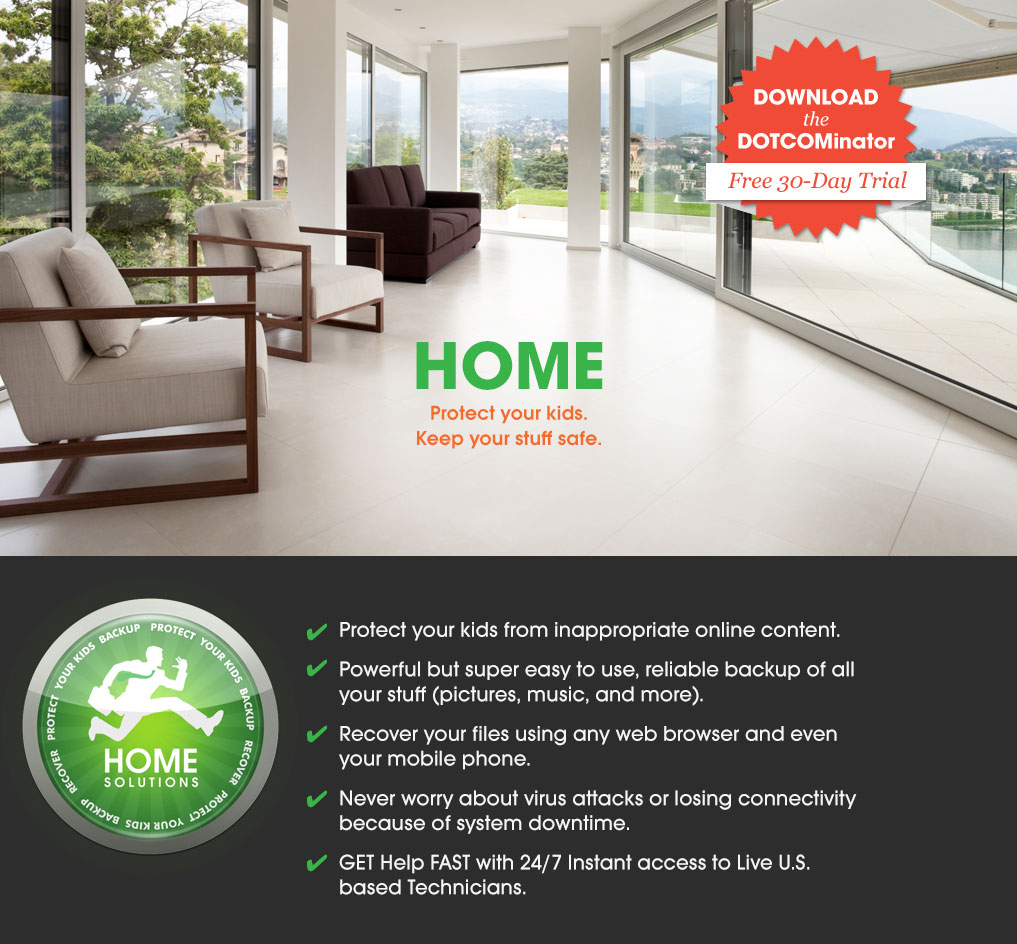 DOWNLOAD
the
DOTCOMinator
Free 30-Day Trial
HOME
Protect your kids.
Keep your stuff safe.
PROTECT YOUR KIDS BACKUP RECOVER PROTECT YOUR KIDS BACKUP RECOVER PROTECT YOUR KIDS BACKUP
HOME
SOLUTIONS
✔ Protect your kids from inappropriate online content.
✔ Powerful but super easy to use, reliable backup of all
your stuff (pictures, music, and more).
✔ Recover your files using any web browser and even
your mobile phone.
✔ Never worry about virus attacks or losing connectivity
because of system downtime.
✔ GET Help FAST with 24/7 Instant access to Live U.S.
based Technicians.